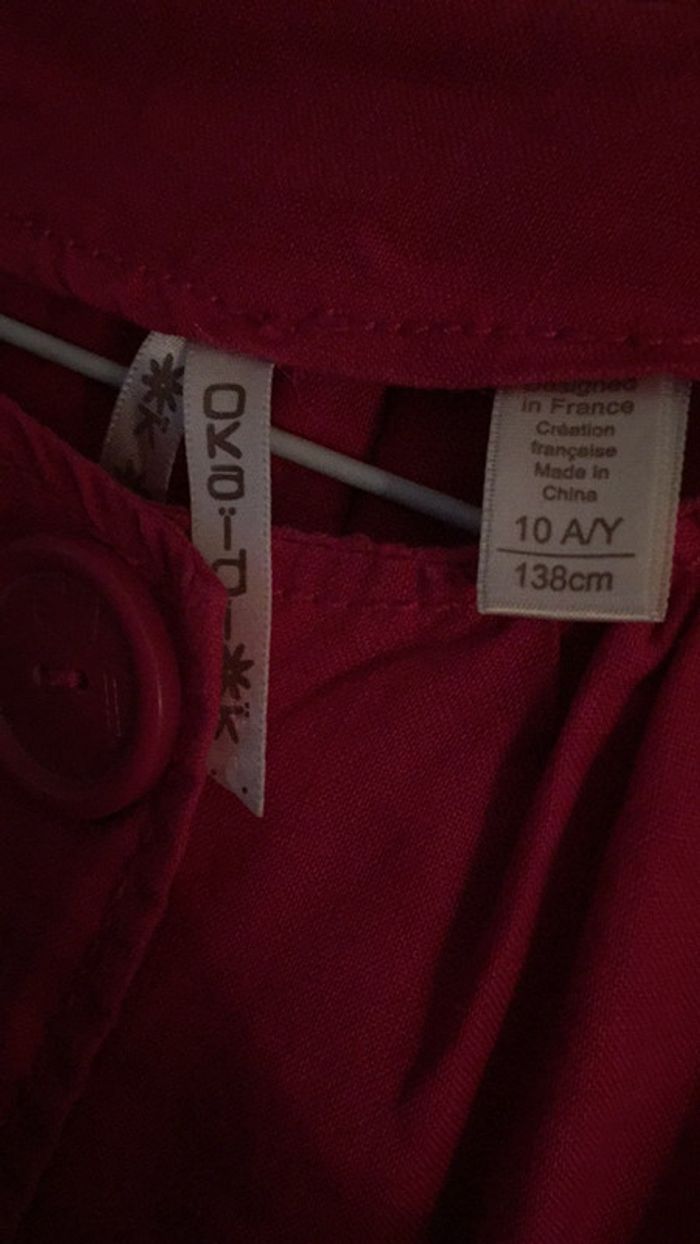 OKaïDi
ï
Designed
in France
Création
française
Made in
China
10 A/Y
138cm